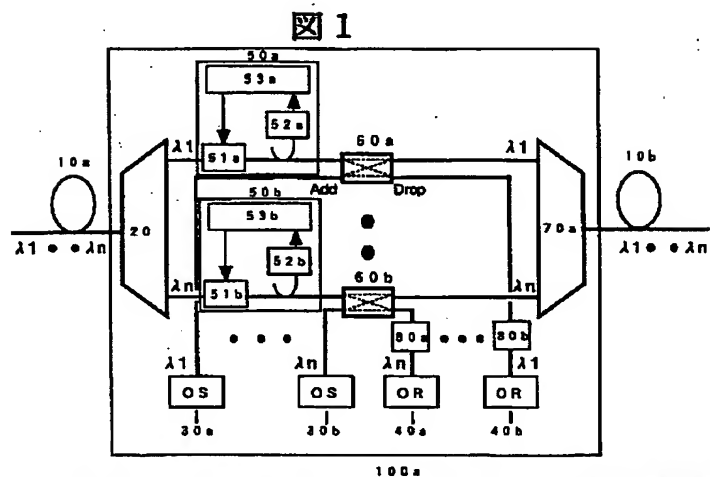 図1
50a
53a
52a
51a
λ1
60a
λ1
10a
10b
Add
Drop
50b
20
70a
53b
λ1 ● ● λn
λ1 ● ● λn
52b
60b
λn
51b
λn
80a
80b
λ1
λn
λn
λ1
OS
OS
OR
OR
30a
30b
40a
40b
100a